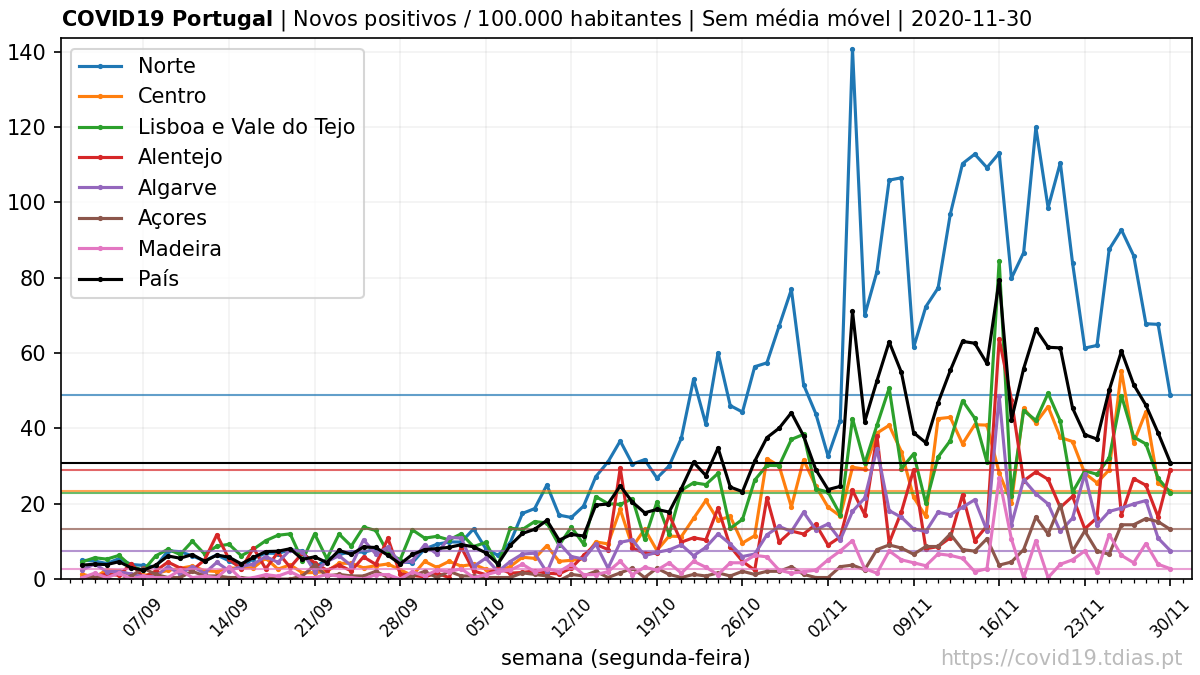 COVID19 Portugal | Novos positivos / 100.000 habitantes | Sem média móvel | 2020-11-30
140
120
100
80
60
40
20
0
Norte
Centro
Lisboa e Vale do Tejo
Alentejo
Algarve
Açores
Madeira
País
07/09
14/09
21/09
28/09
05/10
12/10
19/10
26/10
02/11
09/11
16/11
23/11
30/11
semana (segunda-feira)
https://covid19.tdias.pt